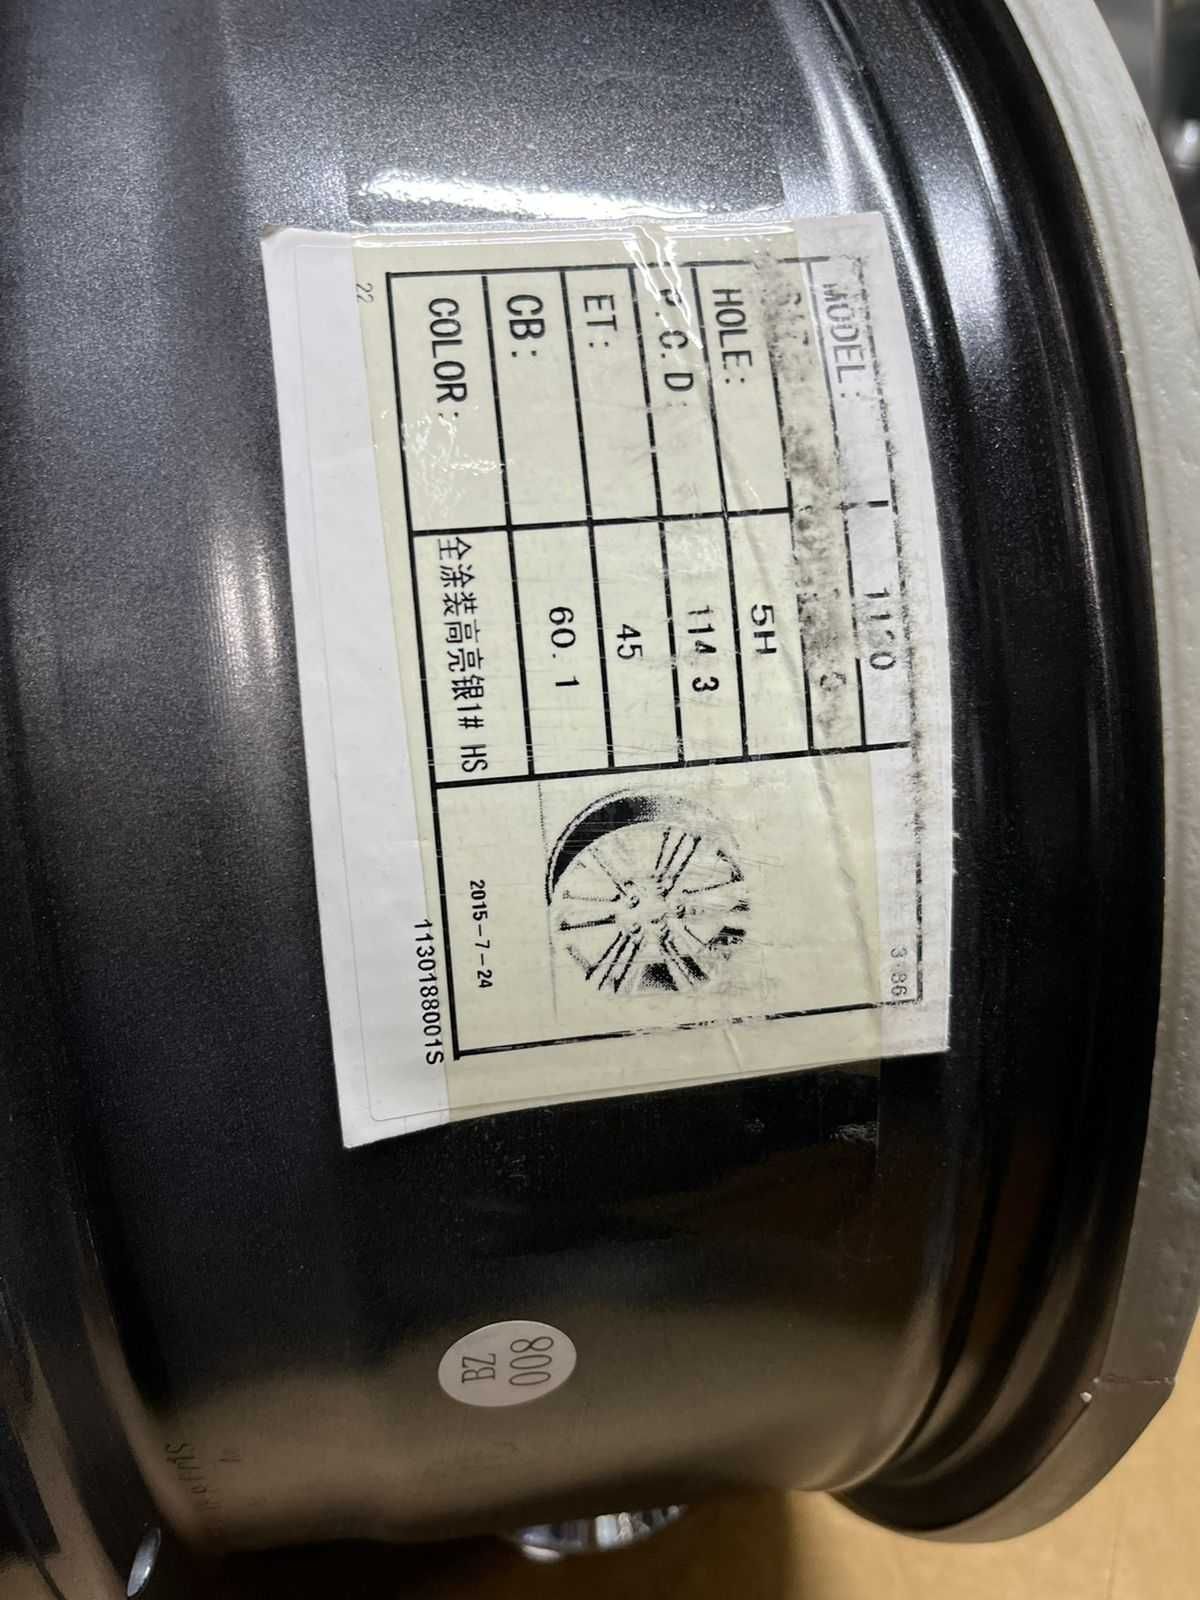 MODEL:
HOLE: 5H
P.C.D: 114.3
ET: 45
CB: 60.1
COLOR: 全涂装高亮银1# HS
2015-7-24
1130188001S
22
008
BZ